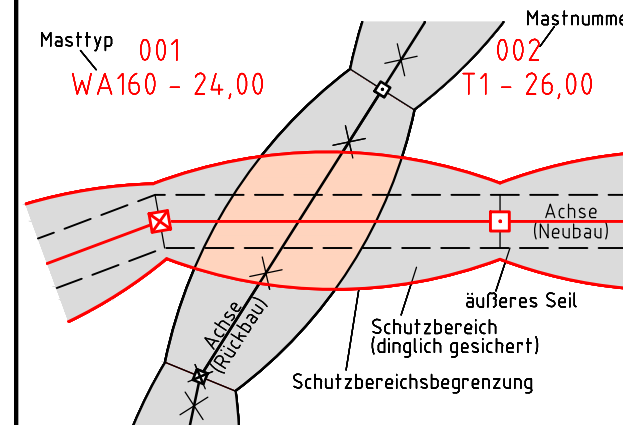 Mastnumme
Masttyp
001
002
WA160 - 24,00
T1 - 26,00
Achse
(Neubau)
äußeres Seil
Achse
(Rückbau)
Schutzbereich
(dinglich gesichert)
Schutzbereichsbegrenzung